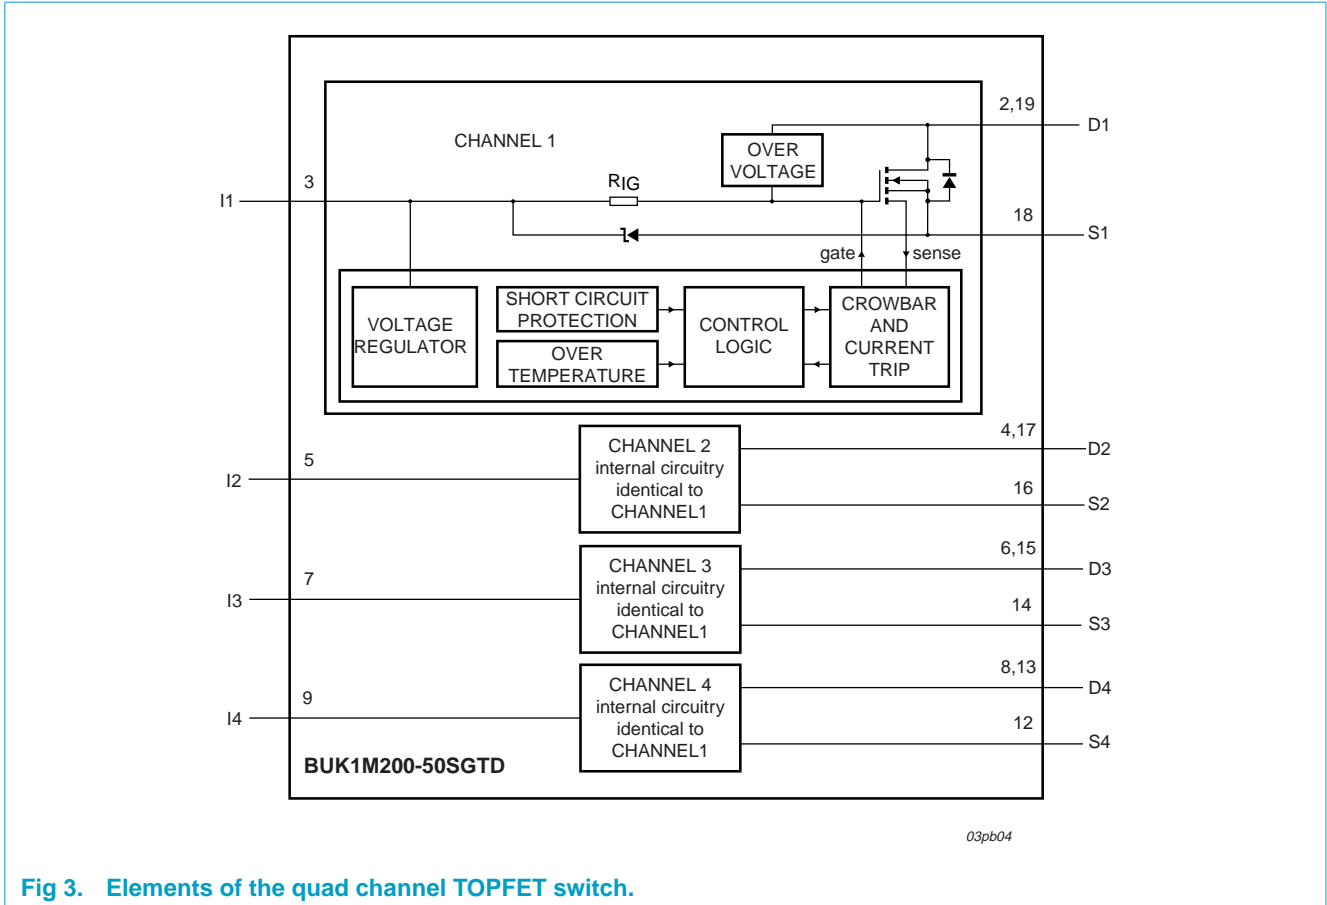 2,19
D1
CHANNEL 1
OVER
VOLTAGE
3
RIG
I1
18
S1
gate
sense
VOLTAGE
REGULATOR
SHORT CIRCUIT
PROTECTION
OVER
TEMPERATURE
CONTROL
LOGIC
CROWBAR
AND
CURRENT
TRIP
4,17
D2
5
I2
CHANNEL 2
internal circuitry
identical to
CHANNEL1
16
S2
6,15
D3
7
I3
CHANNEL 3
internal circuitry
identical to
CHANNEL1
14
S3
8,13
D4
9
I4
CHANNEL 4
internal circuitry
identical to
CHANNEL1
12
S4
BUK1M200-50SGTD
03pb04
Fig 3. Elements of the quad channel TOPFET switch.